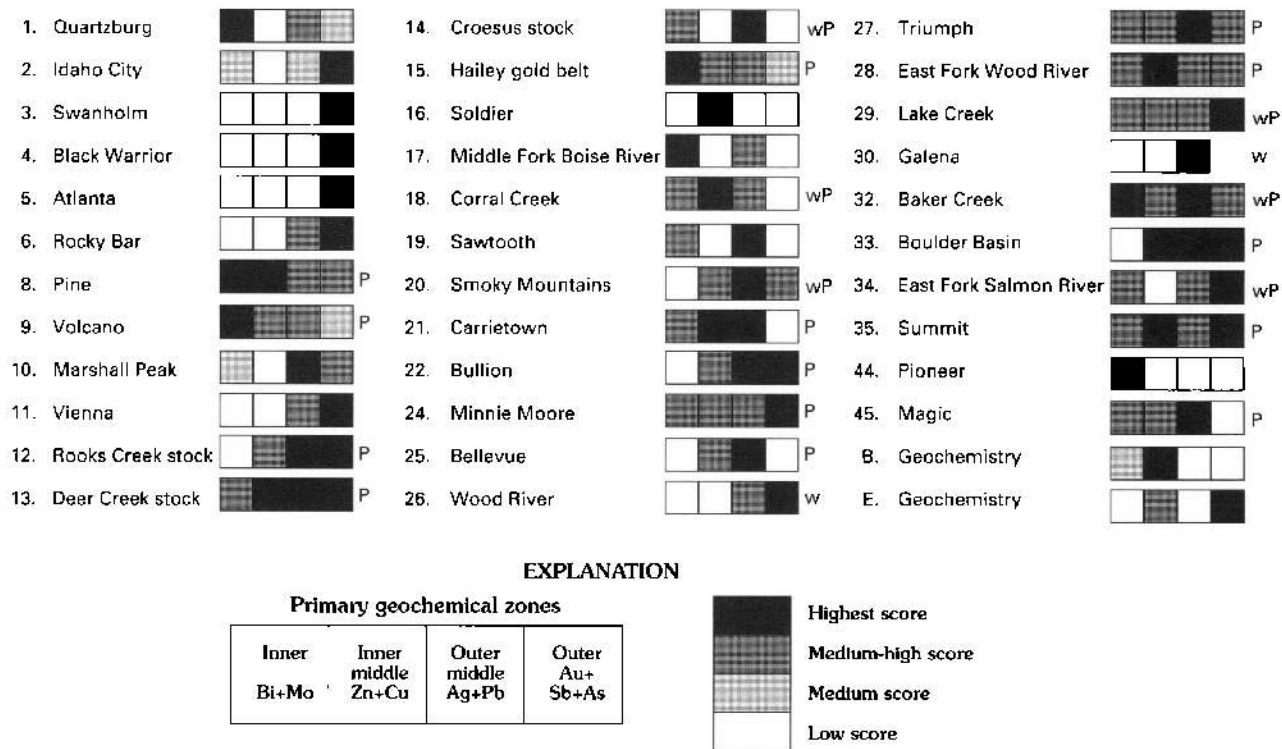 1. Quartzburg
2. Idaho City
3. Swanholm
4. Black Warrior
5. Atlanta
6. Rocky Bar
8. Pine P
9. Volcano P
10. Marshall Peak
11. Vienna
12. Rooks Creek stock P
13. Deer Creek stock P
14. Croesus stock wP
15. Hailey gold belt P
16. Soldier
17. Middle Fork Boise River
18. Corral Creek wP
19. Sawtooth
20. Smoky Mountains wP
21. Carrietown P
22. Bullion P
24. Minnie Moore P
25. Bellevue P
26. Wood River w
27. Triumph P
28. East Fork Wood River P
29. Lake Creek wP
30. Galena w
32. Baker Creek wP
33. Boulder Basin P
34. East Fork Salmon River wP
35. Summit P
44. Pioneer
45. Magic P
B. Geochemistry
E. Geochemistry
EXPLANATION
Primary geochemical zones
Inner
Bi+Mo
Inner
middle
Zn+Cu
Outer
middle
Ag+Pb
Outer
Au+
Sb+As
Highest score
Medium-high score
Medium score
Low score